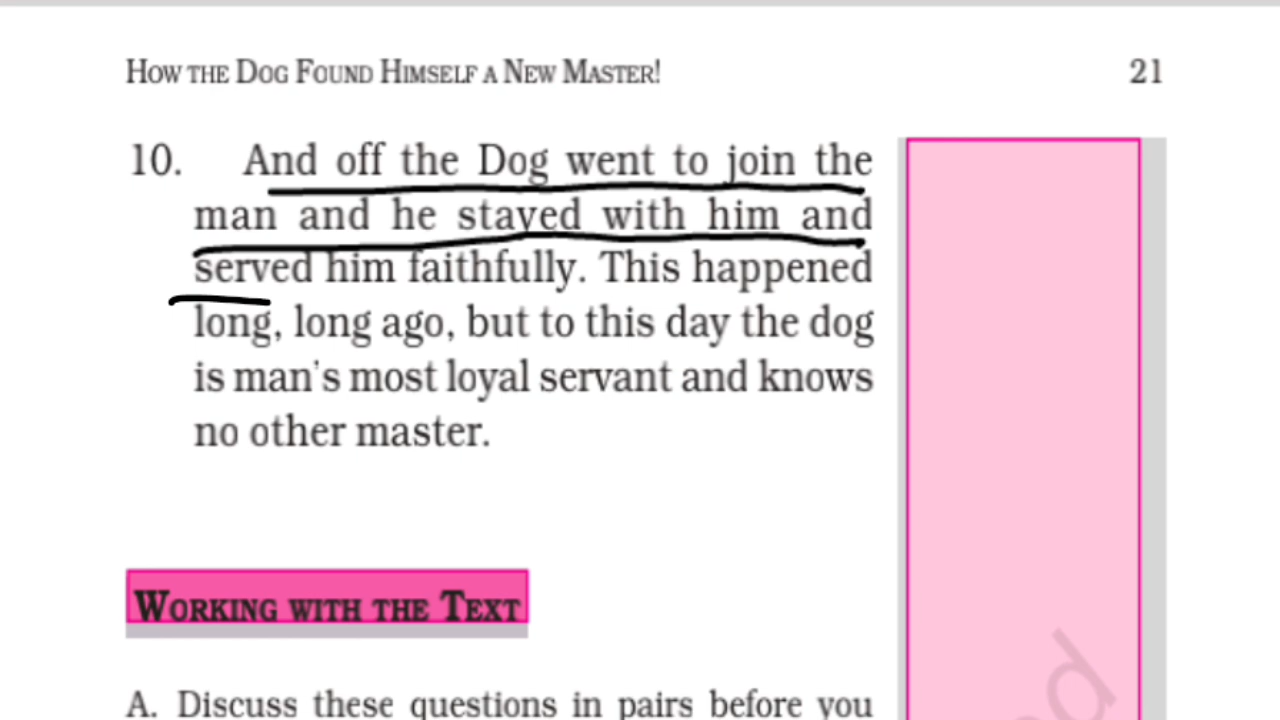 HOW THE DOG FOUND HIMSELF A NEW MASTER! 21
10. And off the Dog went to join the
man and he stayed with him and
served him faithfully. This happened
long, long ago, but to this day the dog
is man's most loyal servant and knows
no other master.
WORKING WITH THE TEXT
A. Discuss these questions in pairs before you